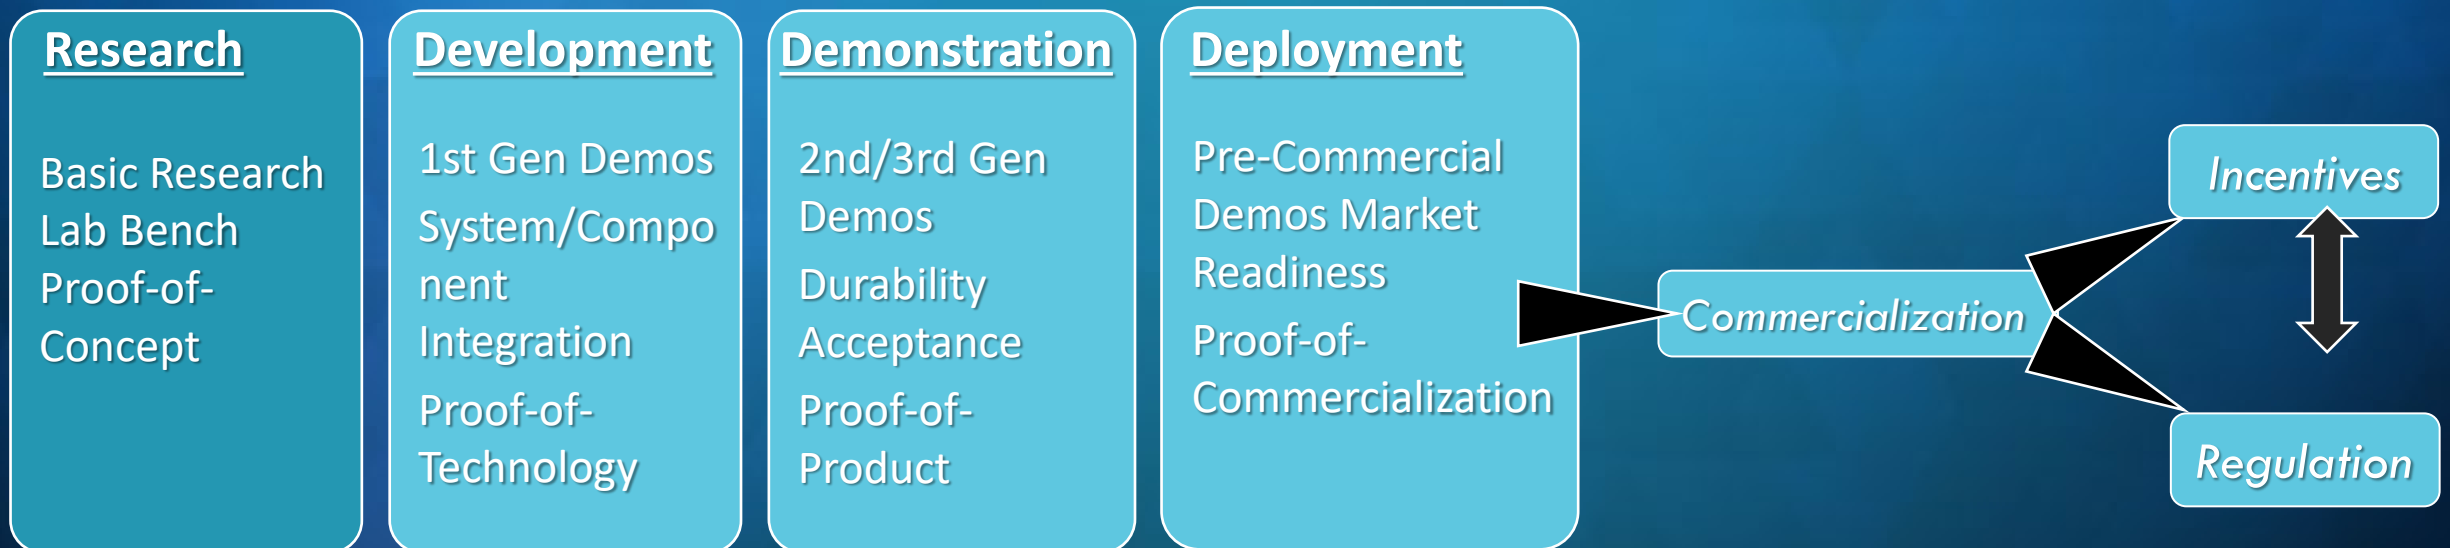 Research
Basic Research
Lab Bench
Proof-of-
Concept
Development
1st Gen Demos
System/Compo
nent
Integration
Proof-of-
Technology
Demonstration
2nd/3rd Gen
Demos
Durability
Acceptance
Proof-of-
Product
Deployment
Pre-Commercial
Demos Market
Readiness
Proof-of-
Commercialization
Commercialization
Incentives
Regulation